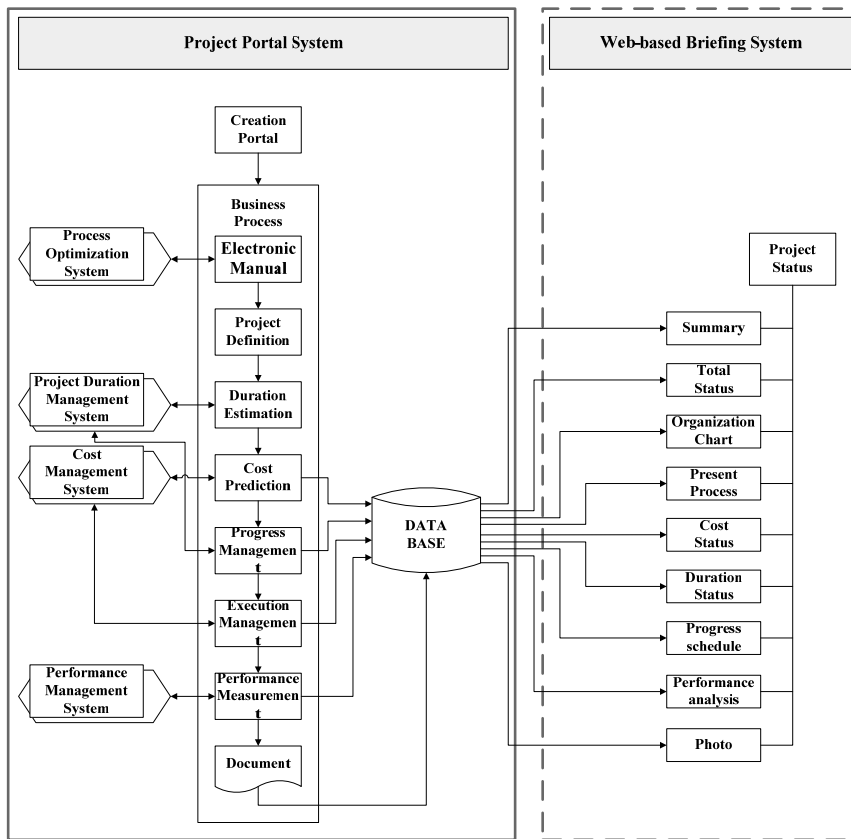 Project Portal System
Web-based Briefing System
Creation
Portal
Business
Process
Process
Optimization
System
Electronic
Manual
Project
Definition
Project Duration
Management
System
Duration
Estimation
Cost
Management
System
Cost
Prediction
Progress
Managemen
t
Execution
Managemen
t
Performance
Management
System
Performance
Measuremen
t
Document
DATA
BASE
Project
Status
Summary
Total
Status
Organization
Chart
Present
Process
Cost
Status
Duration
Status
Progress
schedule
Performance
analysis
Photo